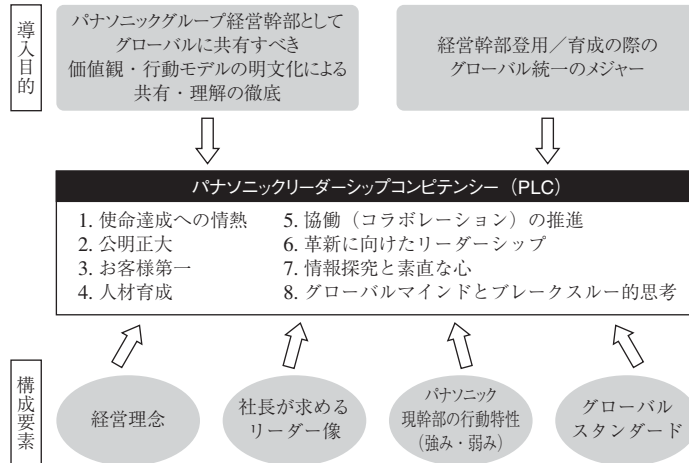 導入目的
パナソニックグループ経営幹部として
グローバルに共有すべき
価値観・行動モデルの明文化による
共有・理解の徹底
経営幹部登用／育成の際の
グローバル統一のメジャー
パナソニックリーダーシップコンピテンシー（PLC）
1. 使命達成への情熱
2. 公明正大
3. お客様第一
4. 人材育成
5. 協働（コラボレーション）の推進
6. 革新に向けたリーダーシップ
7. 情報探究と素直な心
8. グローバルマインドとブレークスルー的思考
構成要素
経営理念
社長が求める
リーダー像
パナソニック
現幹部の行動特性
（強み・弱み）
グローバル
スタンダード